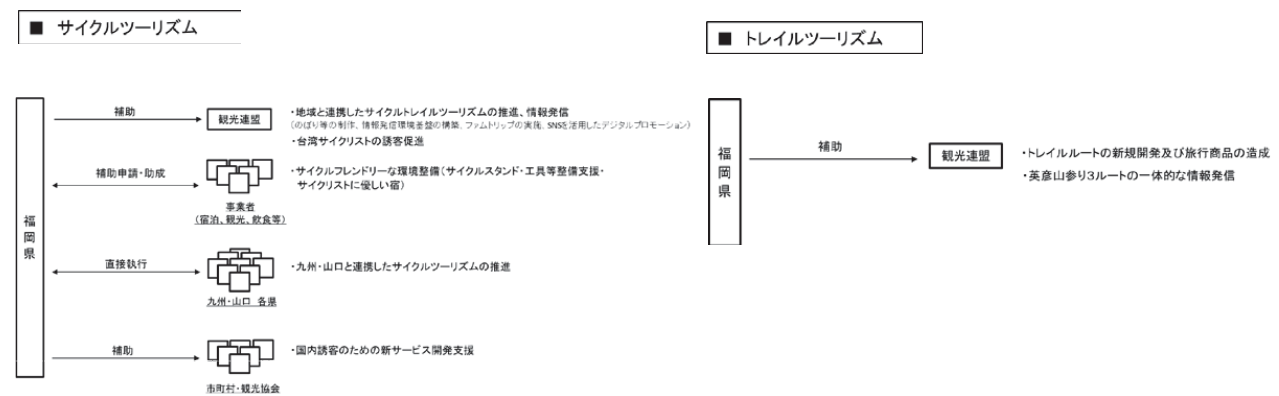 ■ サイクルツーリズム
福岡県
補助
観光連盟
・地域と連携したサイクルトレイルツーリズムの推進、情報発信
(のぼり等の制作、情報発信環境基盤の構築、ファムトリップの実施、SNSを活用したデジタルプロモーション)
・台湾サイクリストの誘客促進
補助申請・助成
事業者
(宿泊、観光、飲食等)
・サイクルフレンドリーな環境整備(サイクルスタンド・工具等整備支援・
サイクリストに優しい宿)
直接執行
九州・山口 各県
・九州・山口と連携したサイクルツーリズムの推進
補助
市町村・観光協会
・国内誘客のための新サービス開発支援
■ トレイルツーリズム
福岡県
補助
観光連盟
・トレイルルートの新規開発及び旅行商品の造成
・英彦山参り3ルートの一体的な情報発信